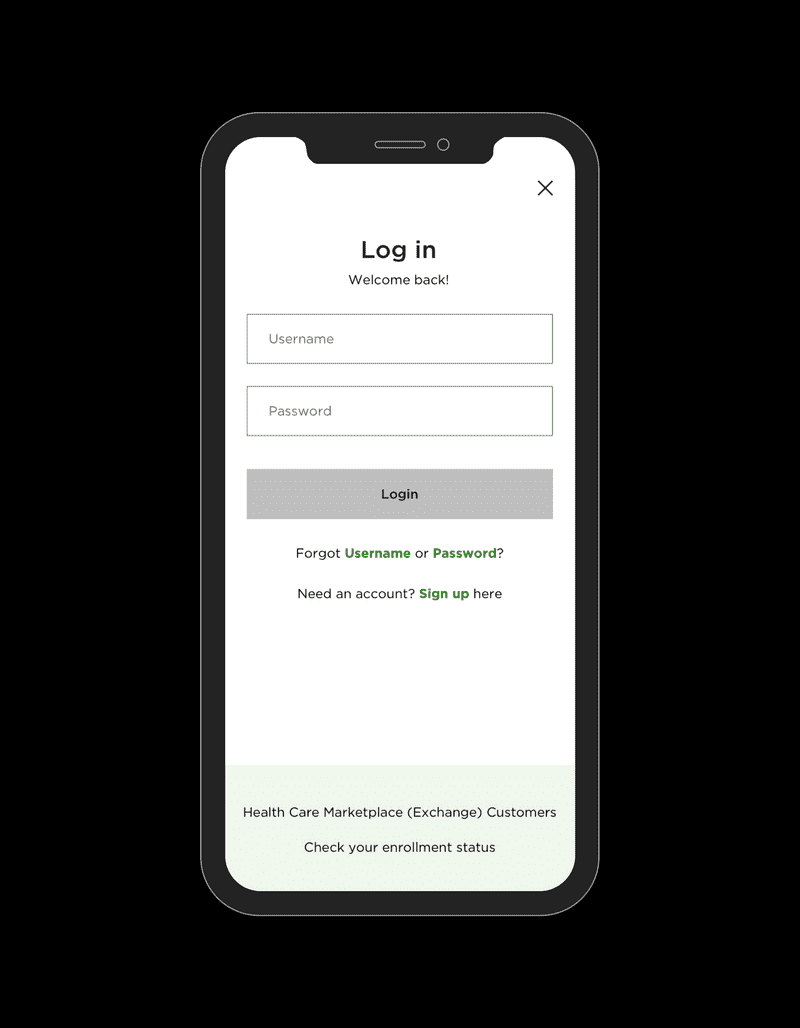 Log in
Welcome back!
Username
Password
Login
Forgot Username or Password?
Need an account? Sign up here
Health Care Marketplace (Exchange) Customers
Check your enrollment status